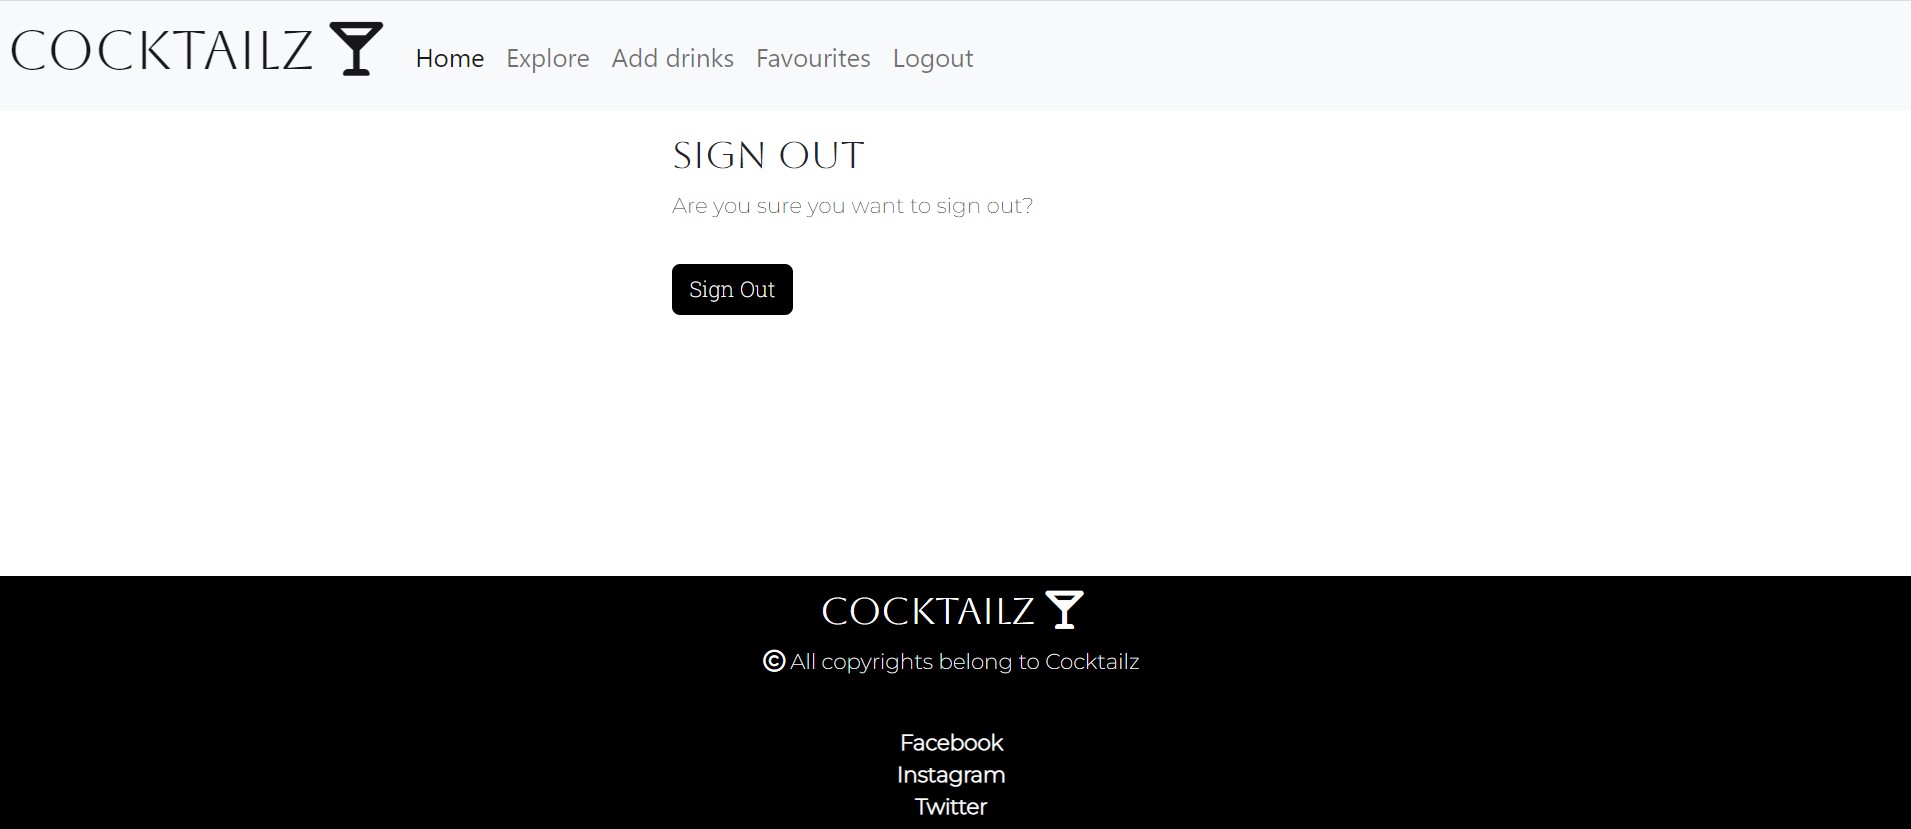 COCKTAILZ Home Explore Add drinks Favourites Logout
SIGN OUT
Are you sure you want to sign out?
Sign Out
COCKTAILZ
© All copyrights belong to Cocktailz
Facebook
Instagram
Twitter